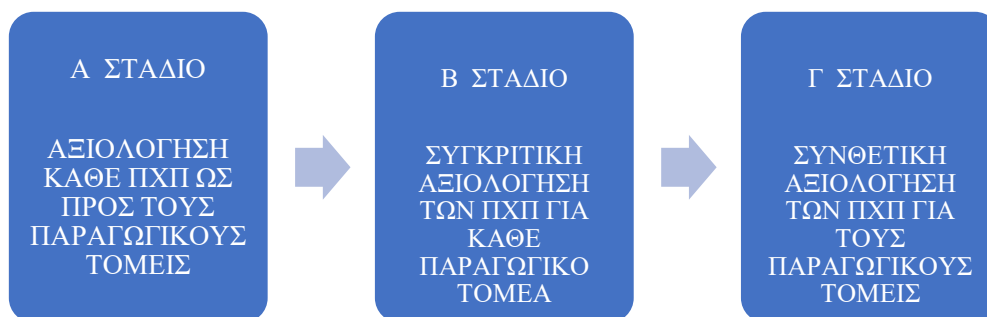 Α ΣΤΑΔΙΟ
ΑΞΙΟΛΟΓΗΣΗ
ΚΑΘΕ ΠΧΠ ΩΣ
ΠΡΟΣ ΤΟΥΣ
ΠΑΡΑΓΩΓΙΚΟΥΣ
ΤΟΜΕΙΣ
Β ΣΤΑΔΙΟ
ΣΥΓΚΡΙΤΙΚΗ
ΑΞΙΟΛΟΓΗΣΗ
ΤΩΝ ΠΧΠ ΓΙΑ
ΚΑΘΕ
ΠΑΡΑΓΩΓΙΚΟ
ΤΟΜΕΑ
Γ ΣΤΑΔΙΟ
ΣΥΝΘΕΤΙΚΗ
ΑΞΙΟΛΟΓΗΣΗ
ΤΩΝ ΠΧΠ ΓΙΑ
ΤΟΥΣ
ΠΑΡΑΓΩΓΙΚΟΥΣ
ΤΟΜΕΙΣ